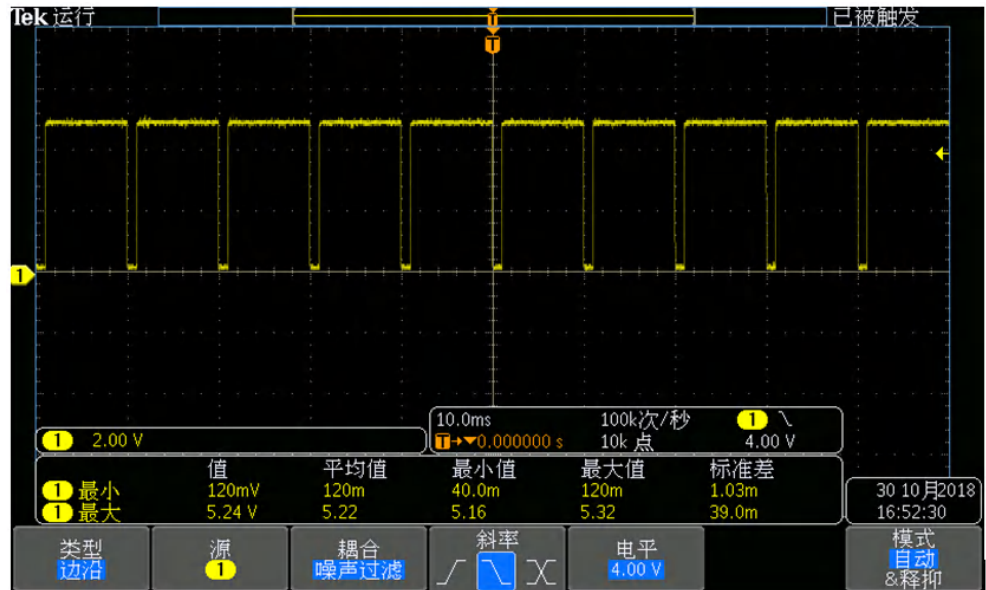 Tek 运行 已被触发
T
T
1
10.0ms 100k次/秒 1
1 2.00 V T→▼0.000000 s 10k 点 4.00 V
值 平均值 最小值 最大值 标准差
1 最小 120mV 120m 40.0m 120m 1.03m
1 最大 5.24 V 5.22 5.16 5.32 39.0m
30 10月2018
16:52:30
类型 源 耦合 斜率 电平 模式
边沿 1 噪声过滤 4.00 V 自动
&释抑